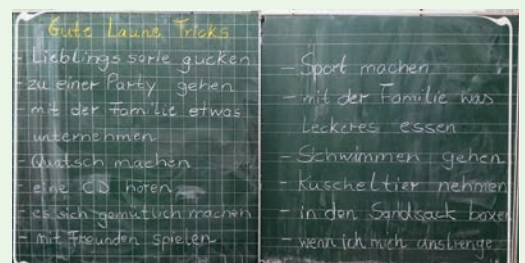 Gute Laune Tricks
- Lieblingsserie gucken
- zu einer Party gehen
- mit der Familie etwas
unternehmen
- Quatsch machen
- eine CD hören
- es sich gemütlich machen
- mit Freunden spielen
- Sport machen
- mit der Familie was
leckeres essen
- Schwimmen gehen
- Kuscheltier nehmen
- in den Sandsack boxen
- wenn ich mich anstrenge